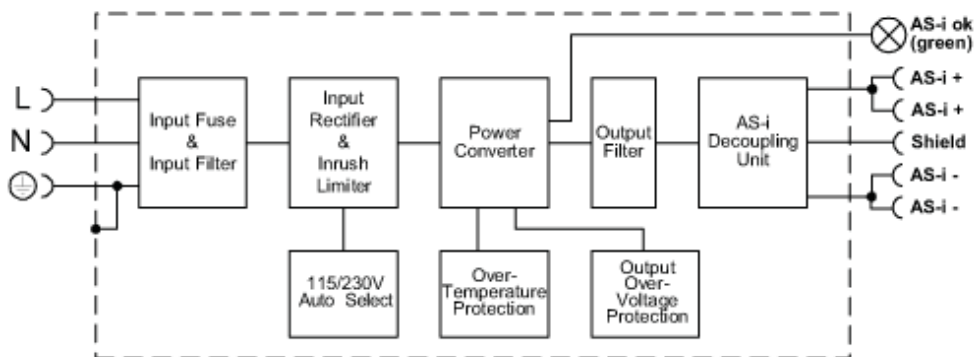 AS-i ok
(green)
L
N
Input Fuse
&
Input Filter
Input
Rectifier
&
Inrush
Limiter
Power
Converter
Output
Filter
AS-i
Decoupling
Unit
AS-i +
AS-i +
Shield
AS-i -
AS-i -
115/230V
Auto Select
Over-
Temperature
Protection
Output
Over-
Voltage
Protection